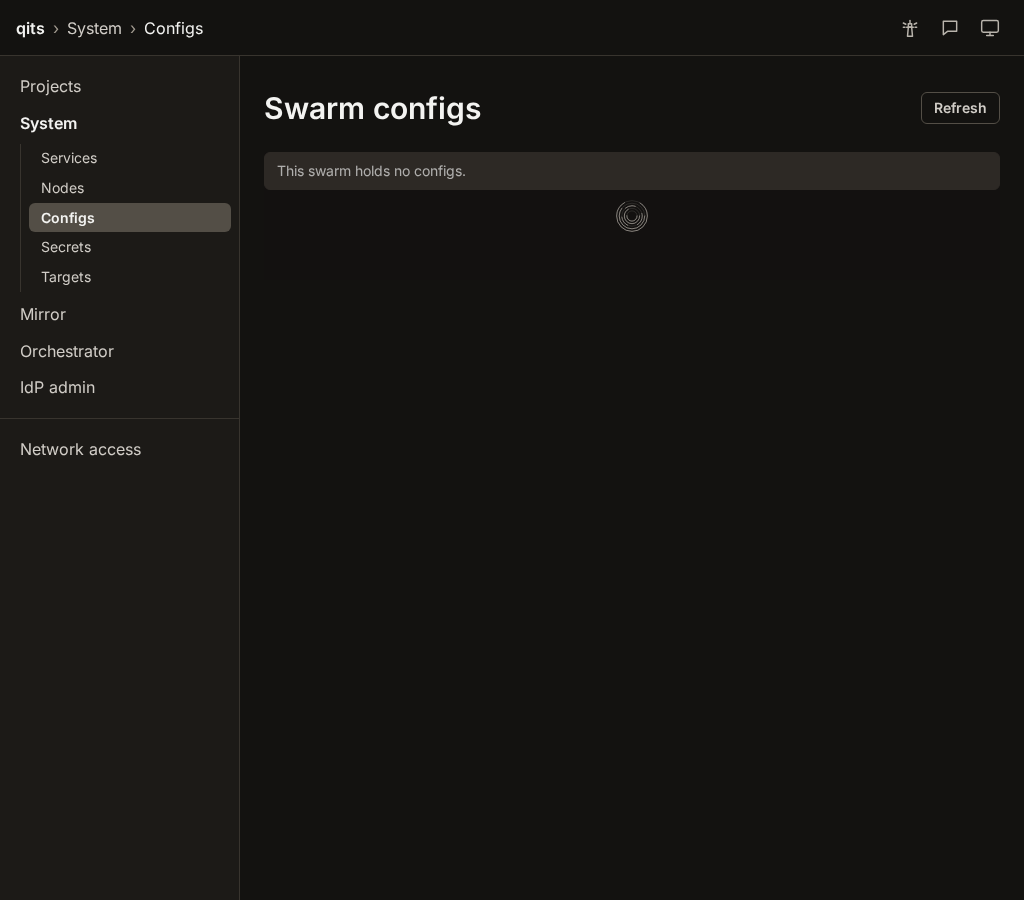 qits › System › Configs
Projects
System
Services
Nodes
Configs
Secrets
Targets
Mirror
Orchestrator
IdP admin
Network access
Swarm configs
Refresh
This swarm holds no configs.